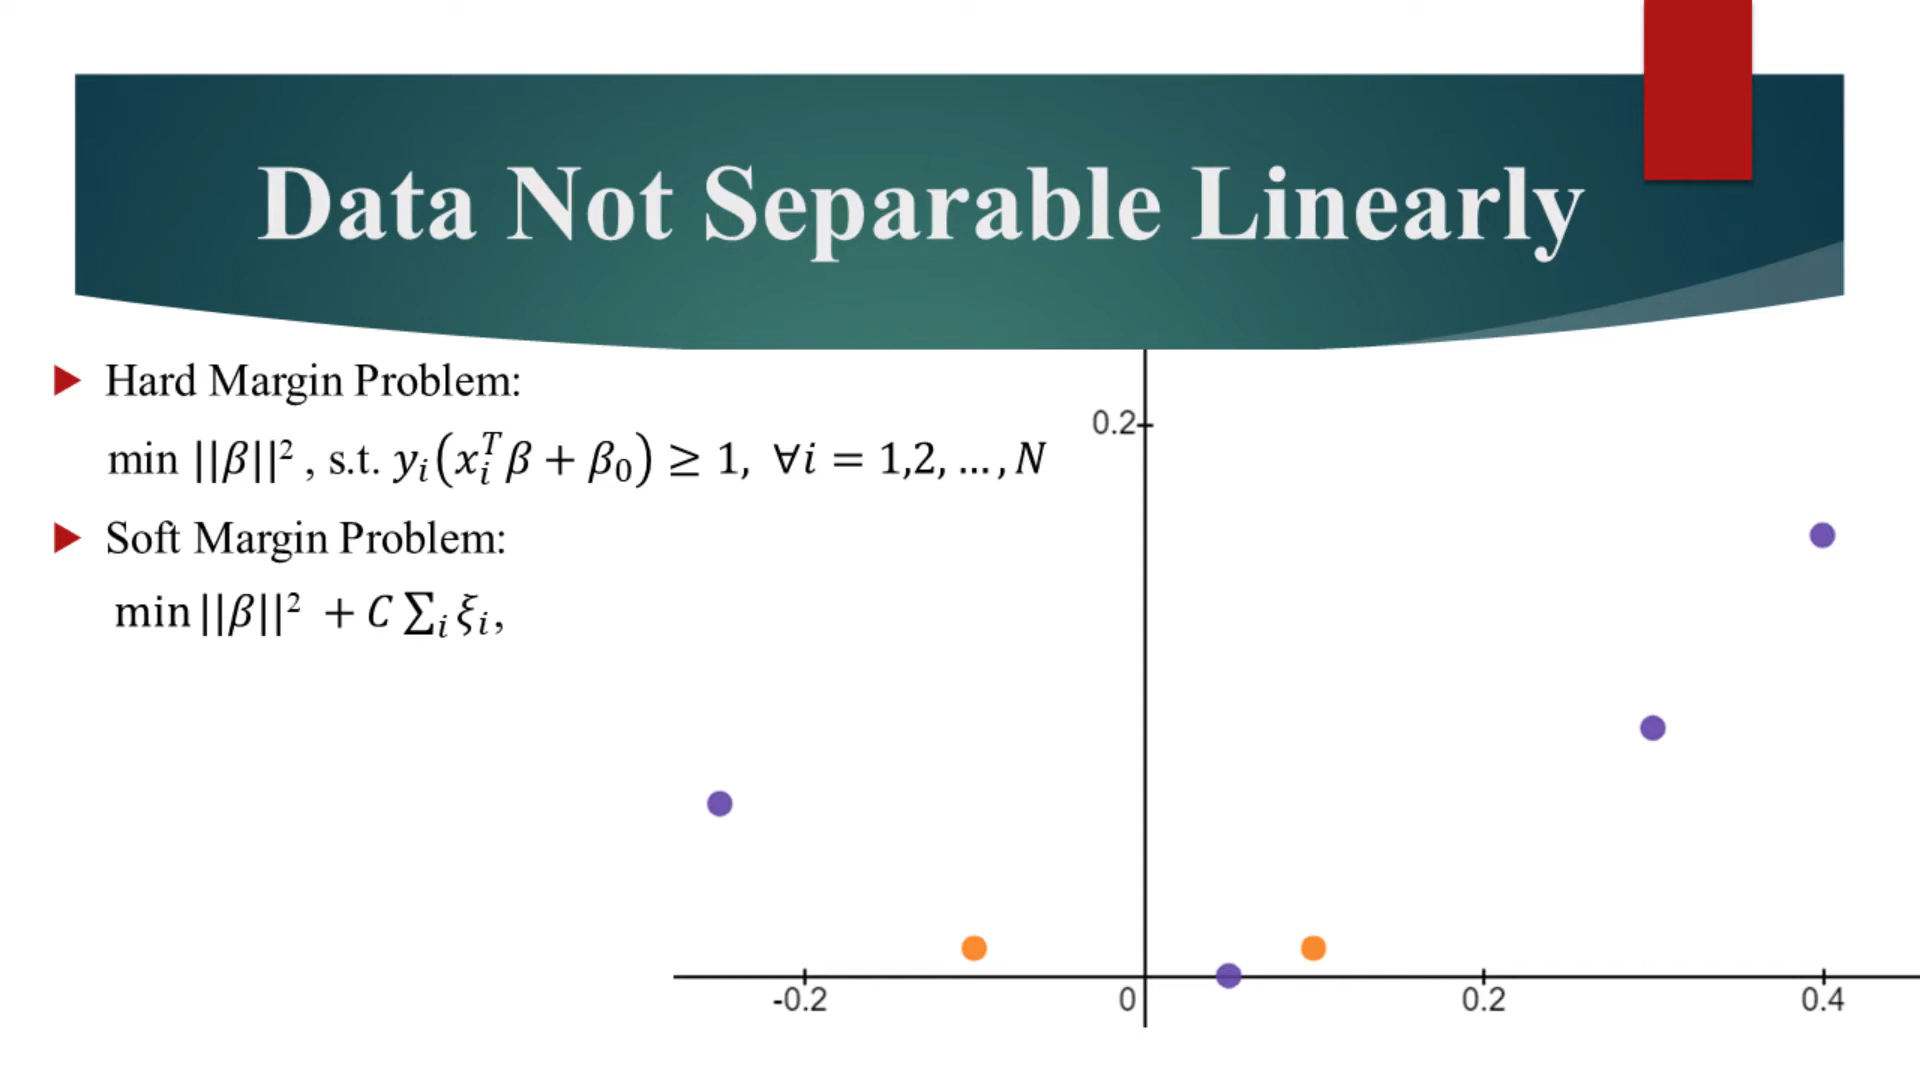 Data Not Separable Linearly
Hard Margin Problem:
min ||β||² , s.t. yᵢ(xᵢᵀβ + β₀) ≥ 1, ∀i = 1,2, … , N
Soft Margin Problem:
min ||β||² + C ∑ᵢ ξᵢ,
0.2
-0.2 0 0.2 0.4